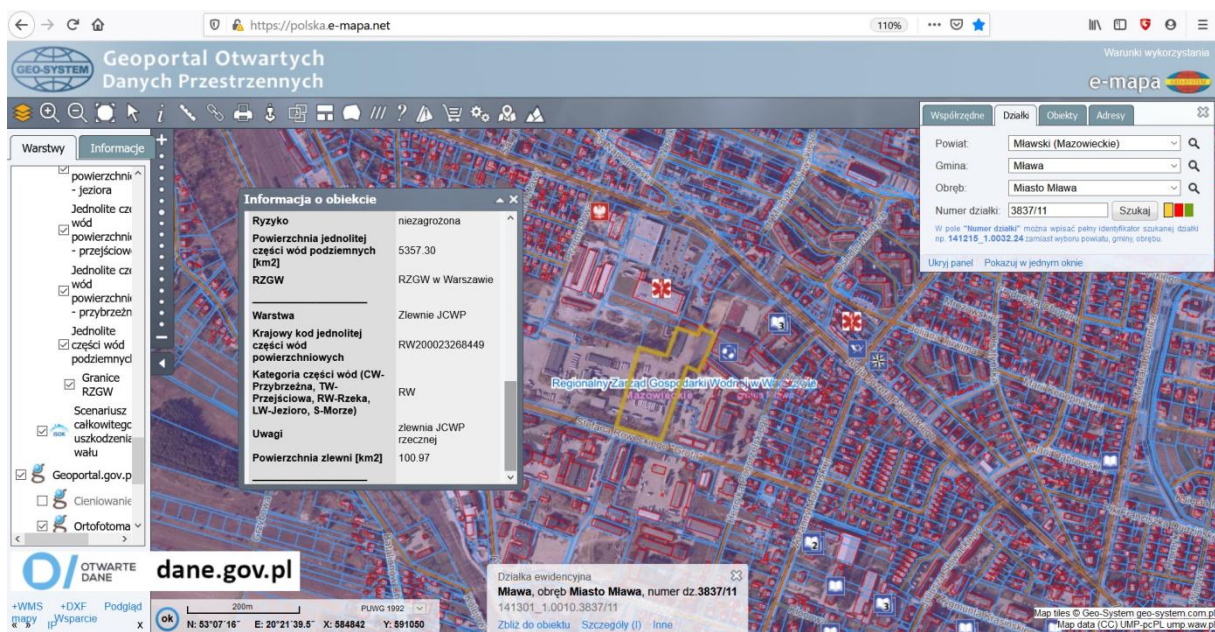 https://polska.e-mapa.net
110%
GEO-SYSTEM
Geoportal Otwartych
Danych Przestrzennych
Warunki wykorzystania
e-mapa
Warstwy
Informacje
powierzchni
- jeziora
Jednolite czę
wód
powierzchni
- przejściow
Jednolite czę
wód
powierzchni
- przybrzeżn
Jednolite
części wód
podziemnych
Granice
RZGW
Scenariusz
całkowitego
uszkodzenia
wału
Geoportal.gov.p
Cieniowanie
Ortofotoma
Informacja o obiekcie
Ryzyko niezagrożona
Powierzchnia jednolitej
części wód podziemnych 5357.30
[km2]
RZGW RZGW w Warszawie
Warstwa Zlewnie JCWP
Krajowy kod jednolitej
części wód RW200023268449
powierzchniowych
Kategoria części wód (CW-
Przybrzeżna, TW-
Przejściowa, RW-Rzeka, RW
LW-Jezioro, S-Morze)
Uwagi zlewnia JCWP
rzecznej
Powierzchnia zlewni [km2] 100.97
Współrzędne Działki Obiekty Adresy
Powiat: Mławski (Mazowieckie)
Gmina: Mława
Obręb: Miasto Mława
Numer działki: 3837/11 Szukaj
W pole "Numer działki" można wpisać pełny identyfikator szukanej działki
np. 141215_1.0032.24 zamiast wyboru powiatu, gminy, obrębu.
Ukryj panel Pokazuj w jednym oknie
3
Regionalny Zarząd Gospodarki Wodnej w Warszawie
Mazowieckie
2
3
OTWARTE
DANE
dane.gov.pl
+WMS +DXF Podgląd
mapy IP Wsparcie x
ok
200m
PUWG 1992
N: 53°07'16" E: 20°21'39.5" X: 584842 Y: 591050
Działka ewidencyjna
Mława, obręb Miasto Mława, numer dz.3837/11
141301_1.0010.3837/11
Zbliż do obiektu Szczegóły (I) Inne
Map tiles © Geo-System geo-system.com.pl
Map data (CC) UMP-pcPL ump.waw.pl